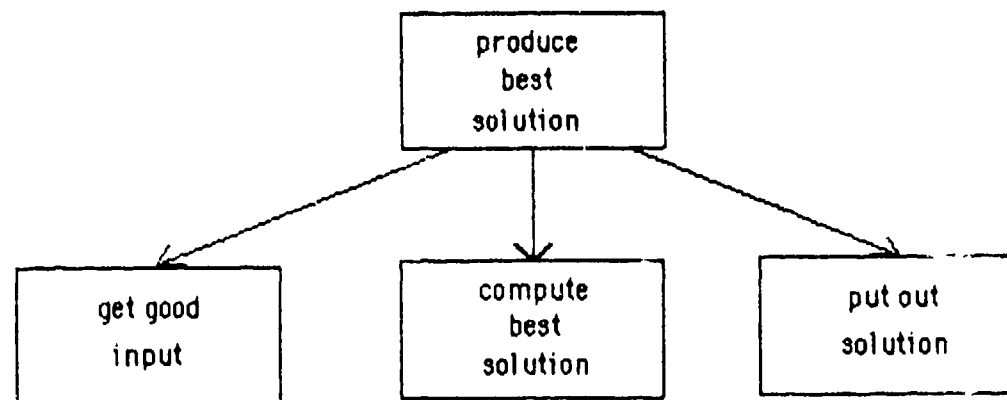 produce
best
solution
get good
input
compute
best
solution
put out
solution